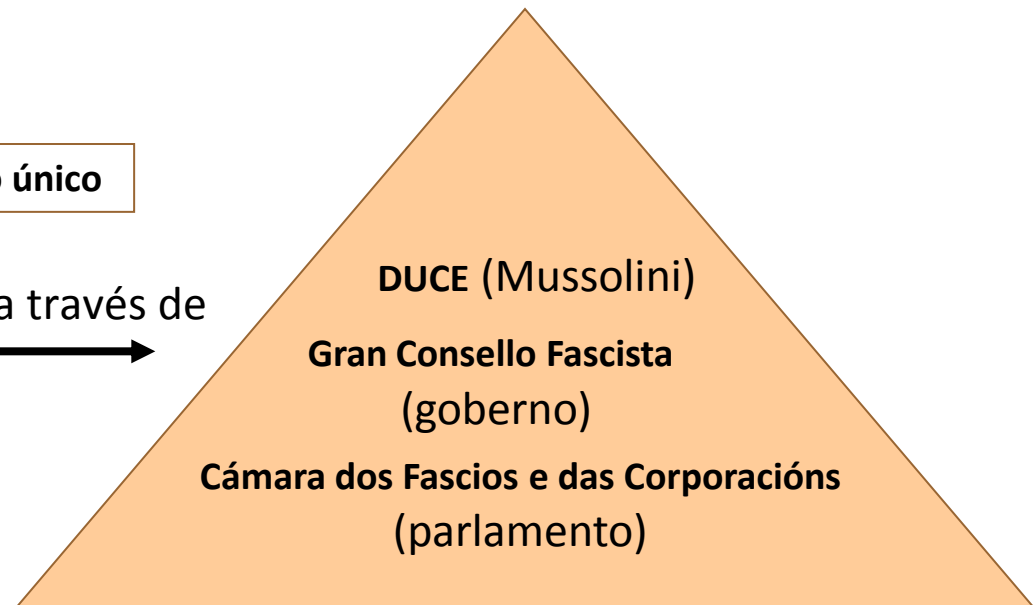 o único
a través de
DUCE (Mussolini)
Gran Consello Fascista
(goberno)
Cámara dos Fascios e das Corporacións
(parlamento)